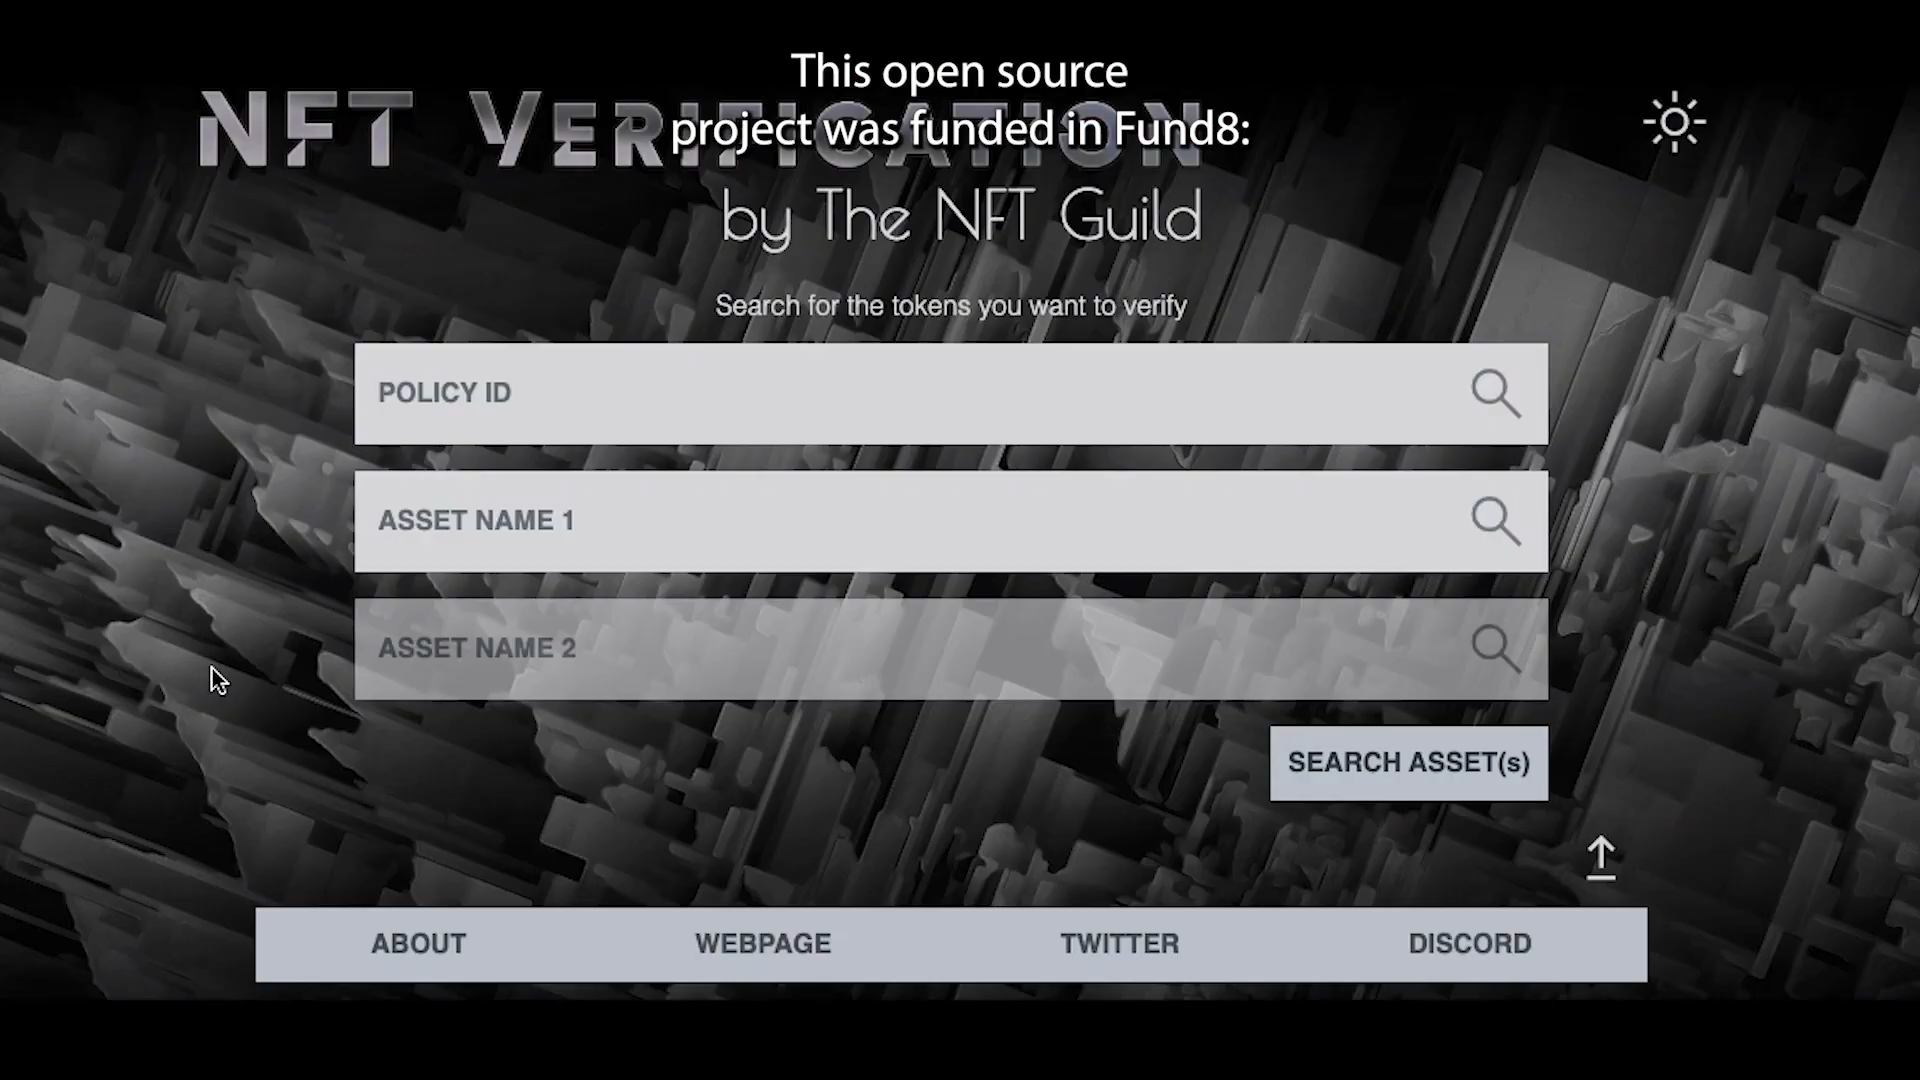 This open source
project was funded in Fund8:
NFT VERIFICATION
by The NFT Guild
Search for the tokens you want to verify
POLICY ID
ASSET NAME 1
ASSET NAME 2
SEARCH ASSET(s)
ABOUT WEBPAGE TWITTER DISCORD